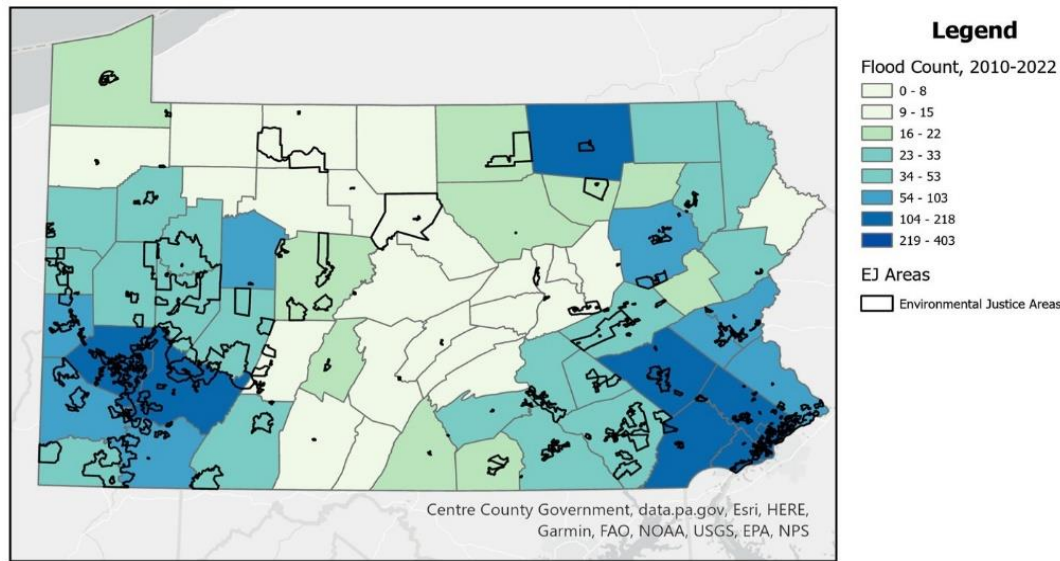 Legend
Flood Count, 2010-2022
0 - 8
9 - 15
16 - 22
23 - 33
34 - 53
54 - 103
104 - 218
219 - 403
EJ Areas
Environmental Justice Areas
Centre County Government, data.pa.gov, Esri, HERE,
Garmin, FAO, NOAA, USGS, EPA, NPS